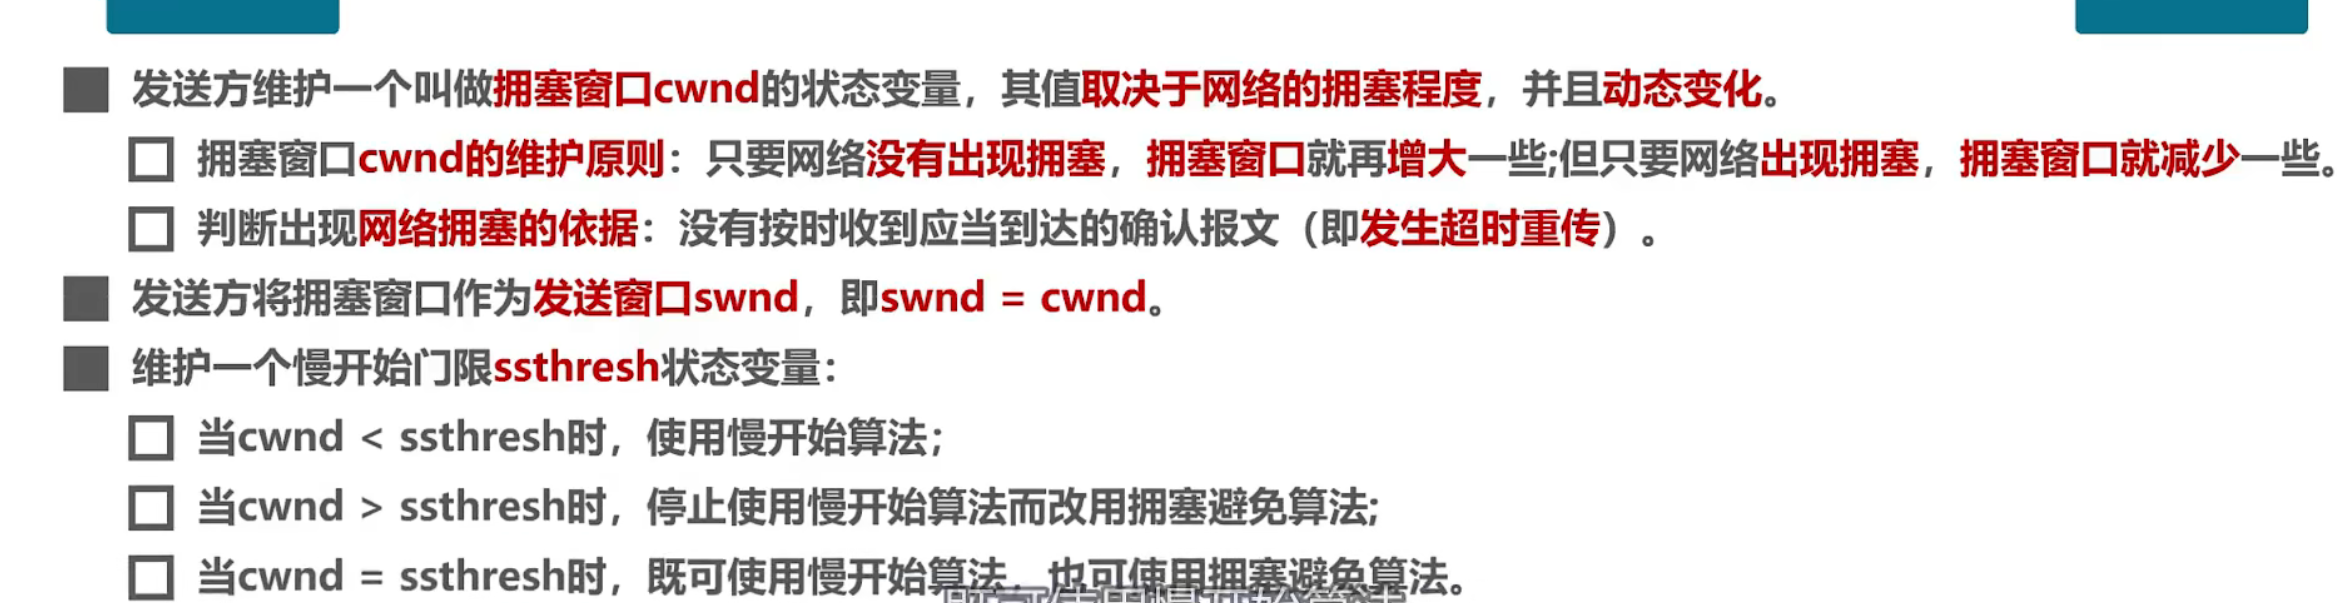 发送方维护一个叫做拥塞窗口cwnd的状态变量，其值取决于网络的拥塞程度，并且动态变化。
拥塞窗口cwnd的维护原则：只要网络没有出现拥塞，拥塞窗口就再增大一些;但只要网络出现拥塞，拥塞窗口就减少一些。
判断出现网络拥塞的依据：没有按时收到应当到达的确认报文（即发生超时重传）。
发送方将拥塞窗口作为发送窗口swnd，即swnd = cwnd。
维护一个慢开始门限ssthresh状态变量：
当cwnd < ssthresh时，使用慢开始算法；
当cwnd > ssthresh时，停止使用慢开始算法而改用拥塞避免算法;
当cwnd = ssthresh时，既可使用慢开始算法，也可使用拥塞避免算法。